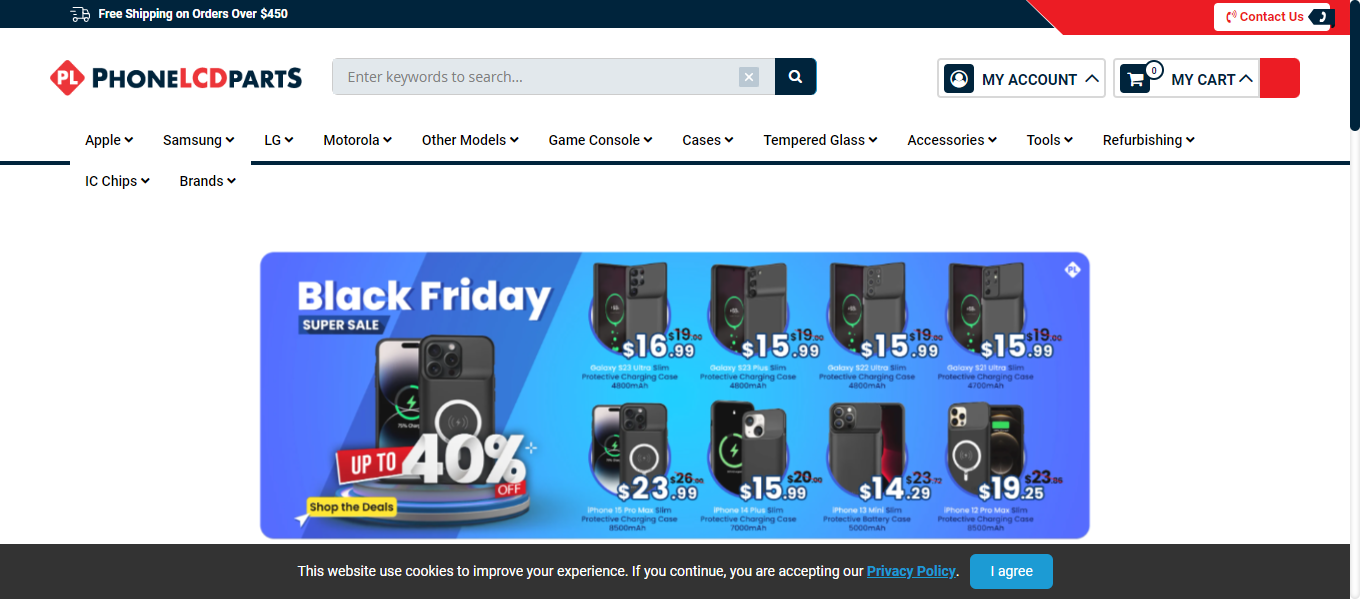 Free Shipping on Orders Over $450
Contact Us
PL PHONELCDPARTS
Enter keywords to search...
MY ACCOUNT
0
MY CART
Apple Samsung LG Motorola Other Models Game Console Cases Tempered Glass Accessories Tools Refurbishing
IC Chips Brands
PL
Black Friday
SUPER SALE
UP TO 40% OFF
Shop the Deals
$19.00 $16.99
Galaxy S23 Ultra Slim
Protective Charging Case
4800mAh
$19.00 $15.99
Galaxy S23 Plus Slim
Protective Charging Case
4800mAh
$19.00 $15.99
Galaxy S22 Ultra Slim
Protective Charging Case
4800mAh
$19.00 $15.99
Galaxy S21 Ultra Slim
Protective Charging Case
4700mAh
$26.00 $23.99
iPhone 15 Pro Max Slim
Protective Charging Case
8500mAh
$20.00 $15.99
iPhone 14 Plus Slim
Protective Charging Case
7000mAh
$23.72 $14.29
iPhone 13 Mini Slim
Protective Battery Case
5000mAh
$19.25
iPhone 12 Pro Max Slim
Protective Charging Case
8500mAh
This website use cookies to improve your experience. If you continue, you are accepting our Privacy Policy.
I agree